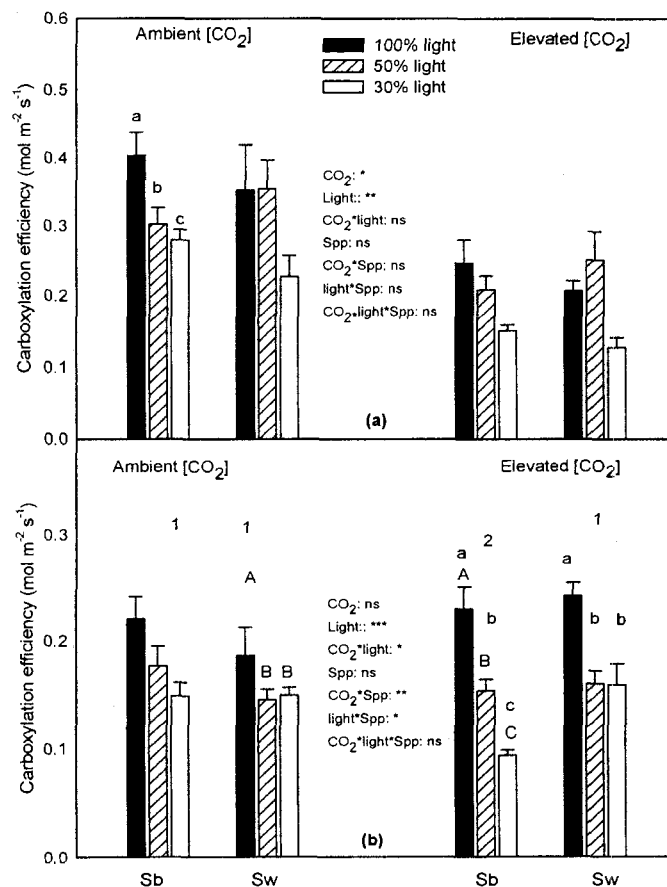 Ambient [CO2]
Elevated [CO2]
100% light
50% light
30% light
Carboxylation efficiency (mol m-2 s-1)
0.6
0.5
0.4
0.3
0.2
0.1
0.0
a
b
c
CO2: *
Light:: **
CO2*light: ns
Spp: ns
CO2*Spp: ns
light*Spp: ns
CO2*light*Spp: ns
(a)
Ambient [CO2]
Elevated [CO2]
Carboxylation efficiency (mol m-2 s-1)
0.3
0.2
0.1
0.0
1
1
A
B B
CO2: ns
Light:: ***
CO2*light: *
Spp: ns
CO2*Spp: **
light*Spp: *
CO2*light*Spp: ns
2
1
a
A
b
B
c
C
a
b b
(b)
Sb Sw Sb Sw